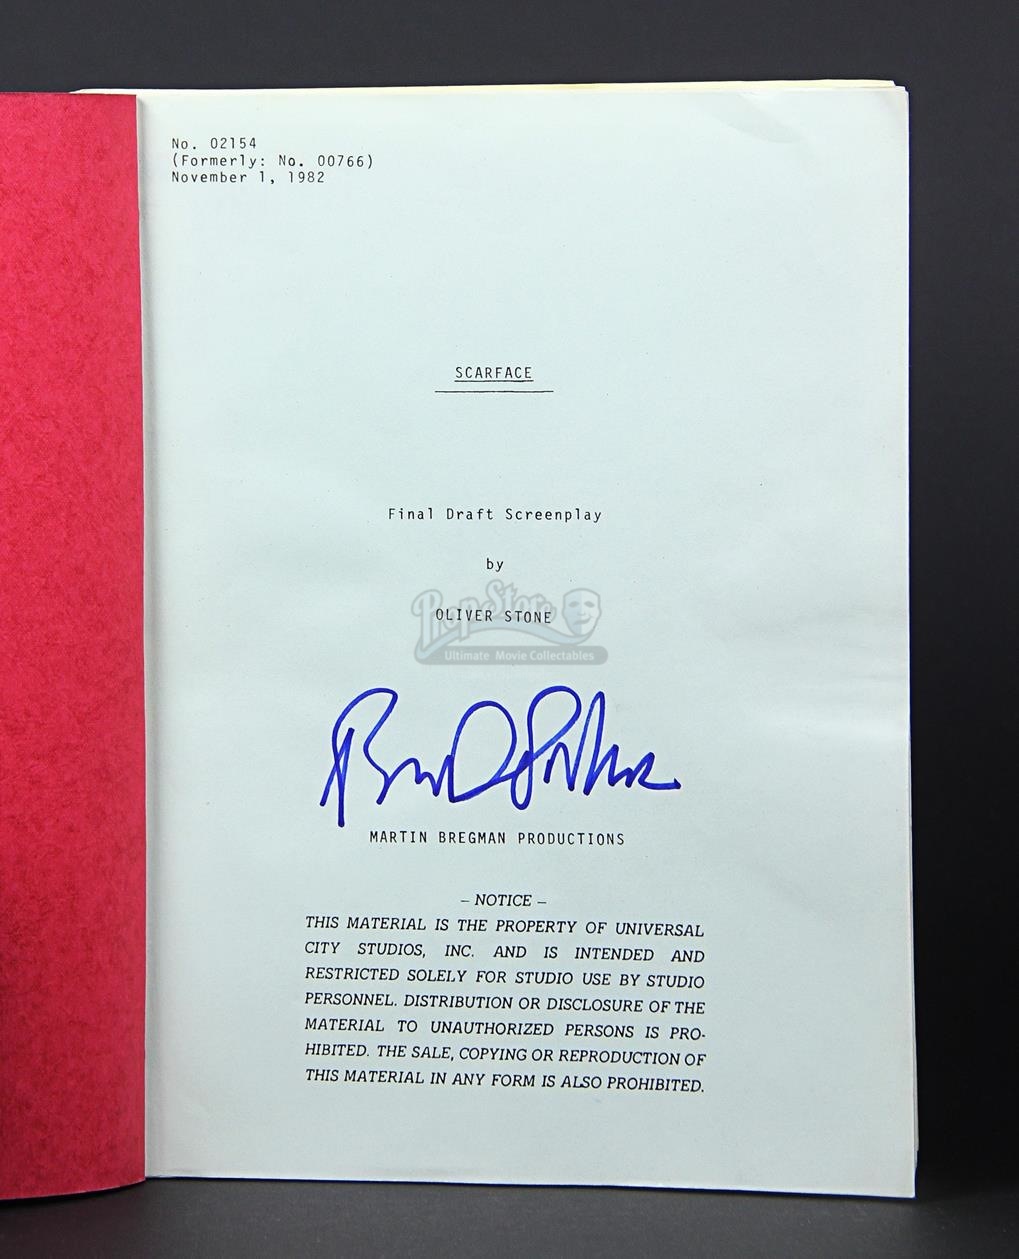 No. 02154
(Formerly: No. 00766)
November 1, 1982
SCARFACE
Final Draft Screenplay
by
OLIVER STONE
Prop Store
Ultimate Movie Collectables
MARTIN BREGMAN PRODUCTIONS
– NOTICE –
THIS MATERIAL IS THE PROPERTY OF UNIVERSAL
CITY STUDIOS, INC. AND IS INTENDED AND
RESTRICTED SOLELY FOR STUDIO USE BY STUDIO
PERSONNEL. DISTRIBUTION OR DISCLOSURE OF THE
MATERIAL TO UNAUTHORIZED PERSONS IS PRO-
HIBITED. THE SALE, COPYING OR REPRODUCTION OF
THIS MATERIAL IN ANY FORM IS ALSO PROHIBITED.